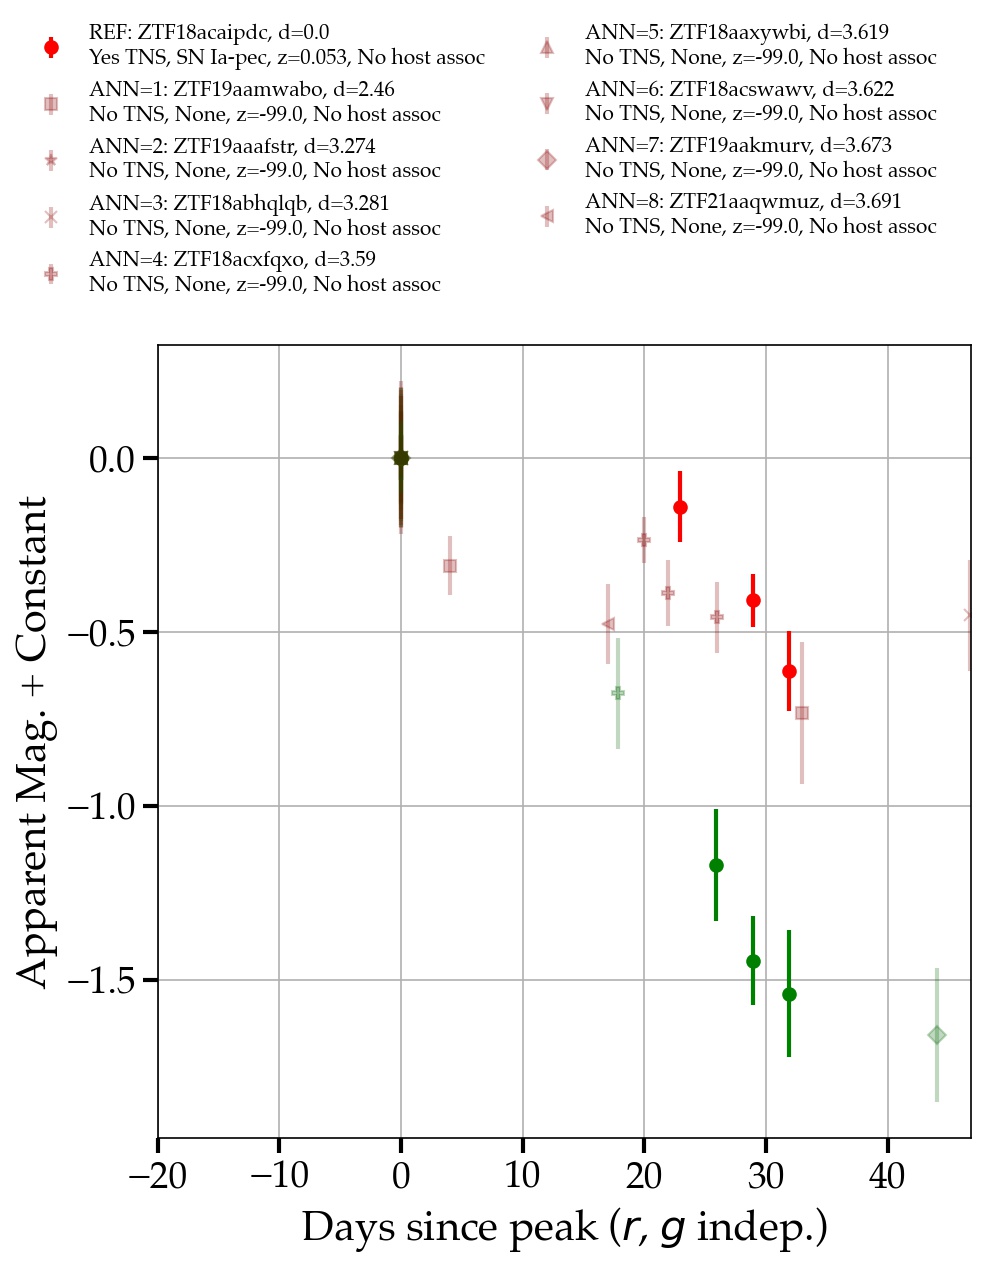 REF: ZTF18acaipdc, d=0.0
Yes TNS, SN Ia-pec, z=0.053, No host assoc
ANN=1: ZTF19aamwabo, d=2.46
No TNS, None, z=-99.0, No host assoc
ANN=2: ZTF19aaafstr, d=3.274
No TNS, None, z=-99.0, No host assoc
ANN=3: ZTF18abhqlqb, d=3.281
No TNS, None, z=-99.0, No host assoc
ANN=4: ZTF18acxfqxo, d=3.59
No TNS, None, z=-99.0, No host assoc
ANN=5: ZTF18aaxywbi, d=3.619
No TNS, None, z=-99.0, No host assoc
ANN=6: ZTF18acswawv, d=3.622
No TNS, None, z=-99.0, No host assoc
ANN=7: ZTF19aakmurv, d=3.673
No TNS, None, z=-99.0, No host assoc
ANN=8: ZTF21aaqwmuz, d=3.691
No TNS, None, z=-99.0, No host assoc
Apparent Mag. + Constant
0.0
−0.5
−1.0
−1.5
−20 −10 0 10 20 30 40
Days since peak (r, g indep.)